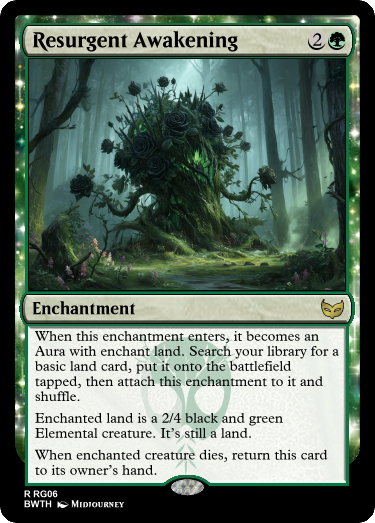 Resurgent Awakening 2
Enchantment
When this enchantment enters, it becomes an
Aura with enchant land. Search your library for a
basic land card, put it onto the battlefield
tapped, then attach this enchantment to it and
shuffle.
Enchanted land is a 2/4 black and green
Elemental creature. It's still a land.
When enchanted creature dies, return this card
to its owner's hand.
R RG06
BWTH Midjourney